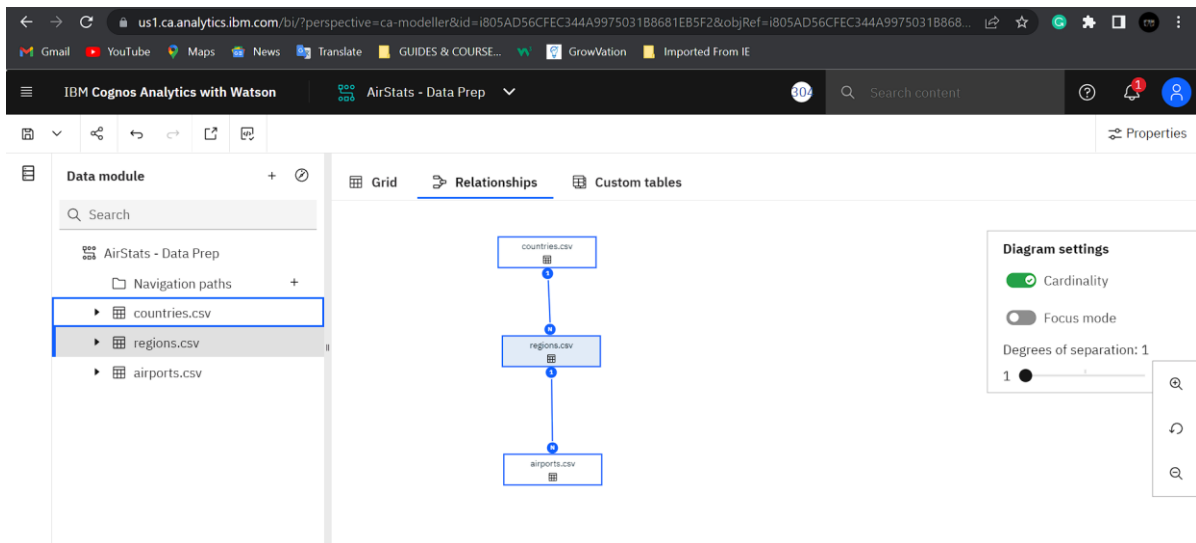 us1.ca.analytics.ibm.com/bi/?perspective=ca-modeller&id=i805AD56CFEC344A9975031B8681EB5F2&objRef=i805AD56CFEC344A9975031B868...
Gmail YouTube Maps News Translate GUIDES & COURSE... GrowVation Imported From IE
IBM Cognos Analytics with Watson AirStats - Data Prep 304 Search content 1
Properties
Data module
Grid Relationships Custom tables
Search
AirStats - Data Prep
Navigation paths
countries.csv
regions.csv
airports.csv
countries.csv
1
N
regions.csv
1
N
airports.csv
Diagram settings
Cardinality
Focus mode
Degrees of separation: 1
1